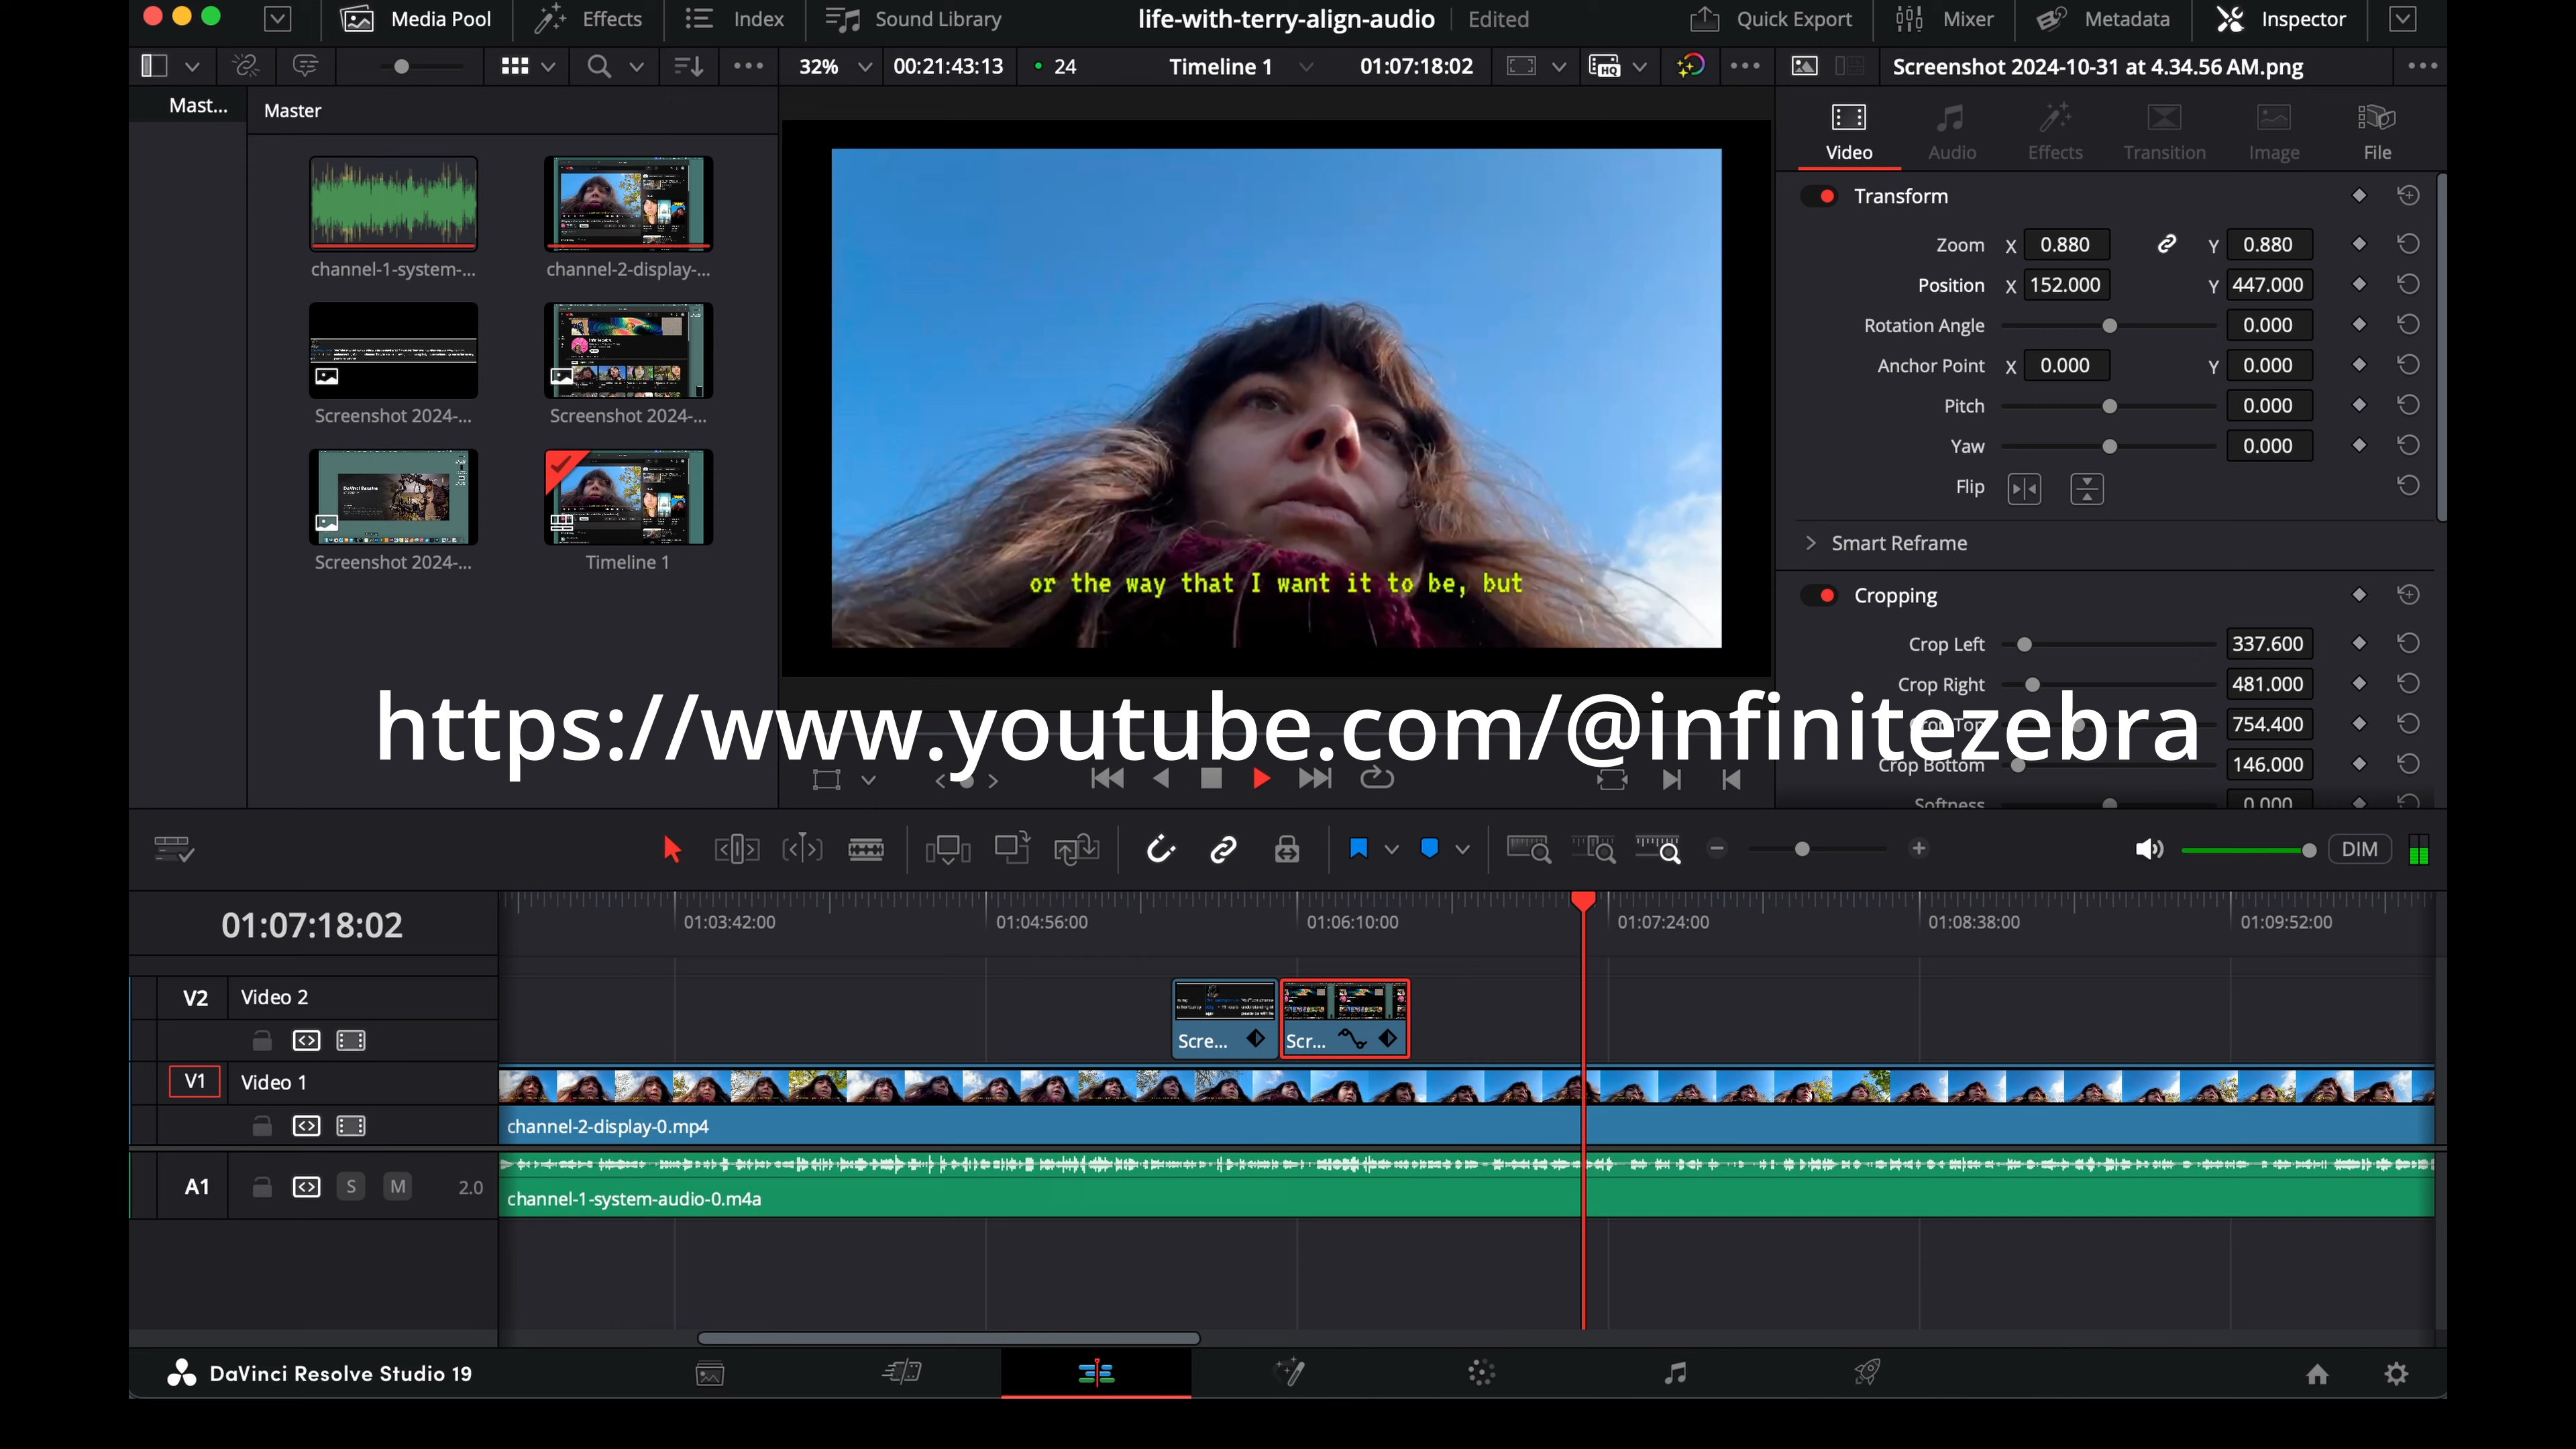 Media Pool
Effects
Index
Sound Library
life-with-terry-align-audio
Edited
Quick Export
Mixer
Metadata
Inspector
32%
00:21:43:13
24
Timeline 1
01:07:18:02
HQ
Screenshot 2024-10-31 at 4.34.56 AM.png
Mast...
Master
channel-1-system-...
channel-2-display-...
Screenshot 2024-...
Screenshot 2024-...
Screenshot 2024-...
Timeline 1
or the way that I want it to be, but
Video
Audio
Effects
Transition
Image
File
Transform
Zoom X 0.880 Y 0.880
Position X 152.000 Y 447.000
Rotation Angle 0.000
Anchor Point X 0.000 Y 0.000
Pitch 0.000
Yaw 0.000
Flip
Smart Reframe
Cropping
Crop Left 337.600
Crop Right 481.000
Crop Top 754.400
Crop Bottom 146.000
Softness 0.000
https://www.youtube.com/@infinitezebra
DIM
01:07:18:02
01:03:42:00
01:04:56:00
01:06:10:00
01:07:24:00
01:08:38:00
01:09:52:00
V2 Video 2
Scre...
Scr...
V1 Video 1
channel-2-display-0.mp4
A1 S M 2.0
channel-1-system-audio-0.m4a
DaVinci Resolve Studio 19